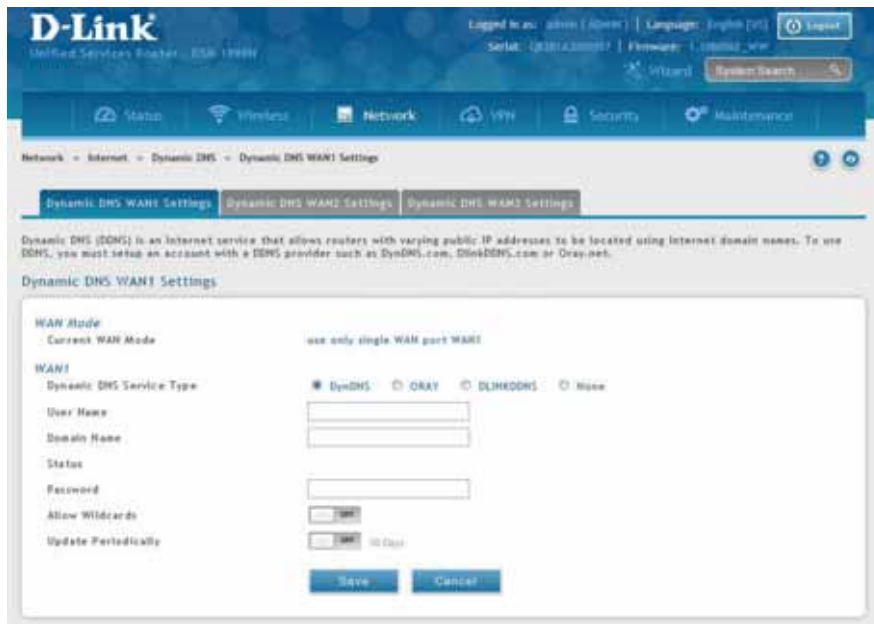 D-Link
Logged in as: admin ( ADMIN ) | Language: English [US]
Logout
Unified Services Router - DSR-1000N
Serial: | Firmware:
Wizard
System Search
Status
Wireless
Network
VPN
Security
Maintenance
Network » Internet » Dynamic DNS » Dynamic DNS WAN1 Settings
Dynamic DNS WAN1 Settings
Dynamic DNS WAN2 Settings
Dynamic DNS WAN3 Settings
Dynamic DNS (DDNS) is an Internet service that allows routers with varying public IP addresses to be located using Internet domain names. To use
DDNS, you must setup an account with a DDNS provider such as DynDNS.com, DlinkDDNS.com or Oray.net.
Dynamic DNS WAN1 Settings
WAN Mode
Current WAN Mode use only single WAN port WAN1
WAN1
Dynamic DNS Service Type DynDNS ORAY DLINKDDNS None
User Name
Domain Name
Status
Password
Allow Wildcards OFF
Update Periodically OFF 30 Days
Save
Cancel